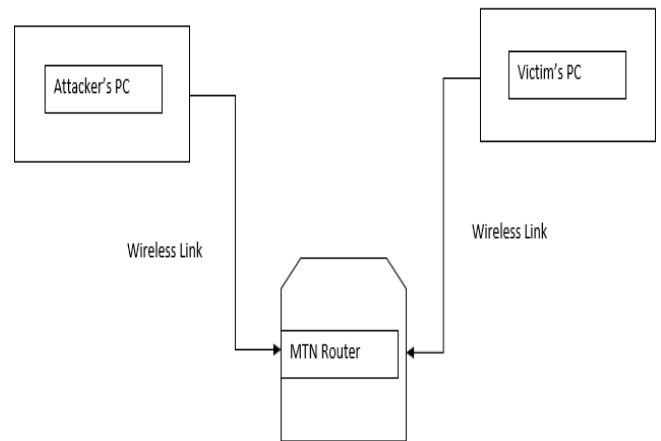 Attacker's PC
Victim's PC
Wireless Link
Wireless Link
MTN Router